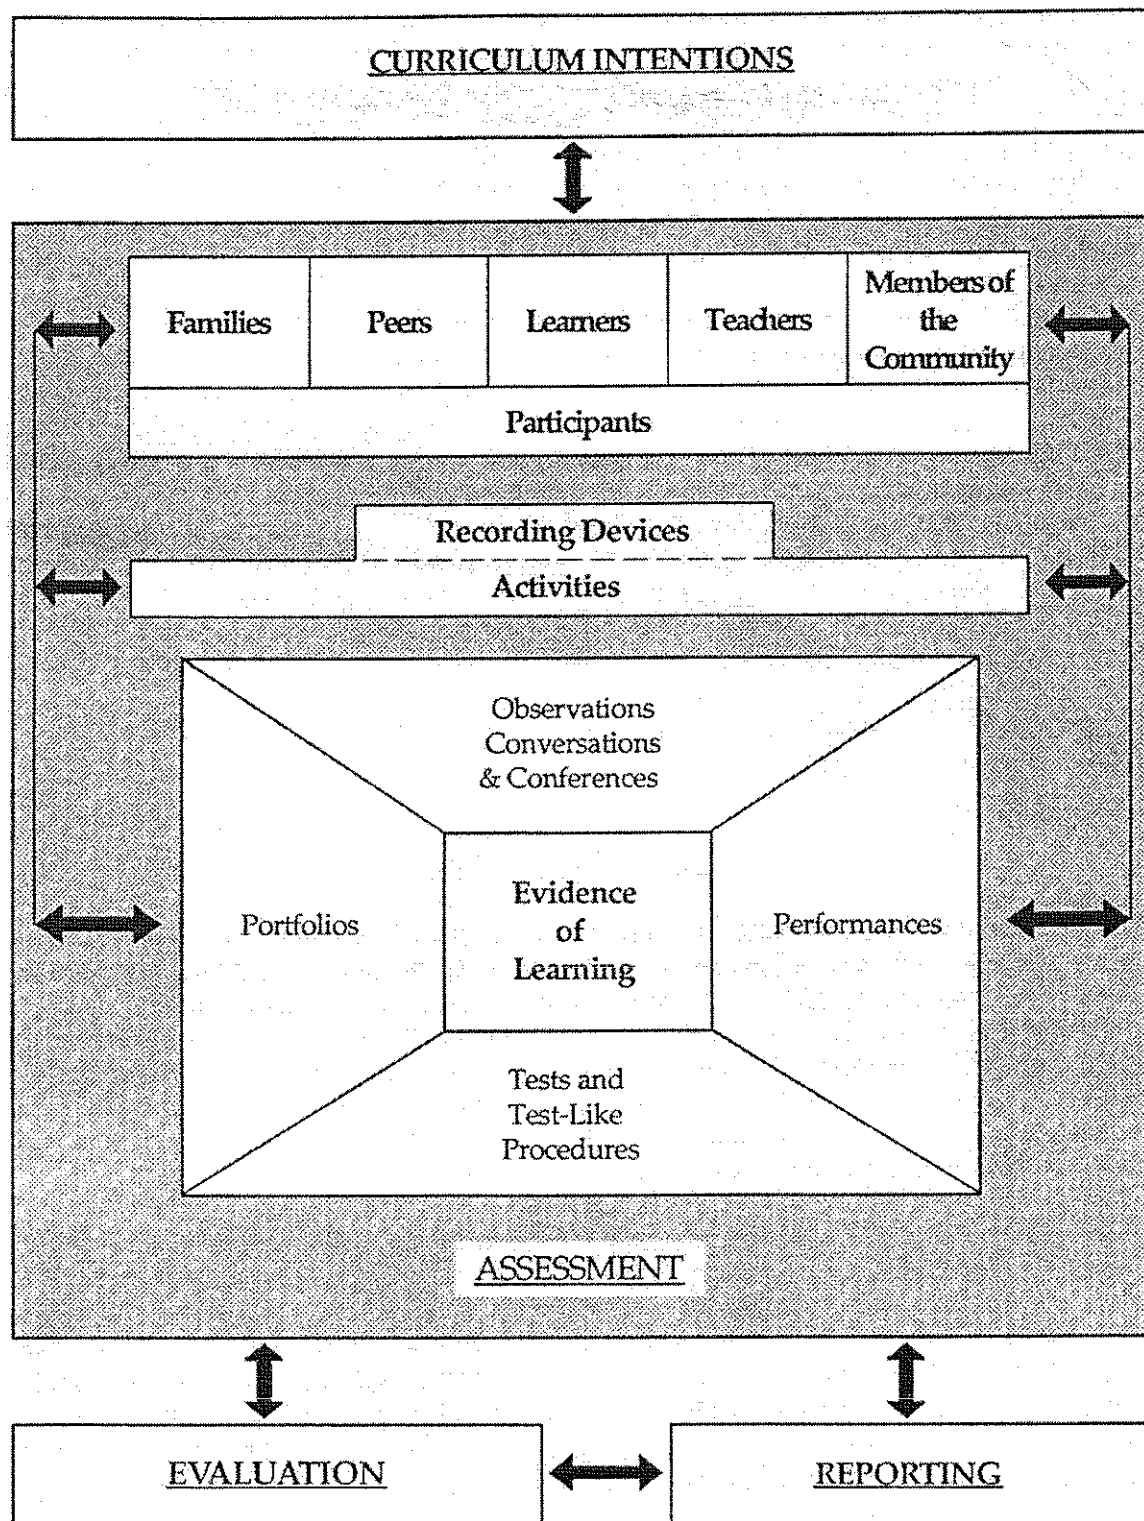 CURRICULUM INTENTIONS
Families
Peers
Learners
Teachers
Members of
the
Community
Participants
Recording Devices
Activities
Observations
Conversations
& Conferences
Portfolios
Evidence
of
Learning
Performances
Tests and
Test-Like
Procedures
ASSESSMENT
EVALUATION
REPORTING